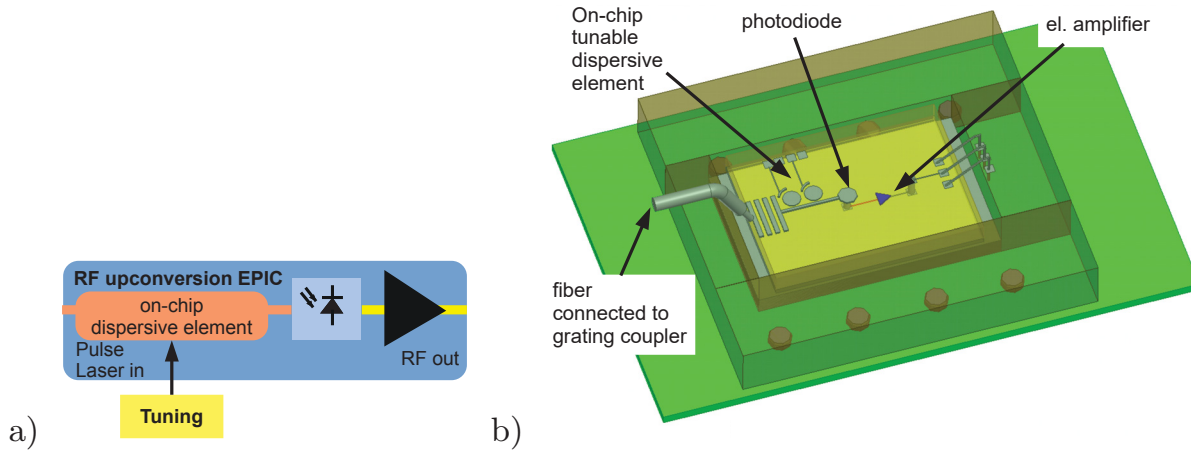 RF upconversion EPIC
on-chip
dispersive element
Pulse
Laser in
RF out
Tuning
a)
On-chip
tunable
dispersive
element
photodiode
el. amplifier
fiber
connected to
grating coupler
b)